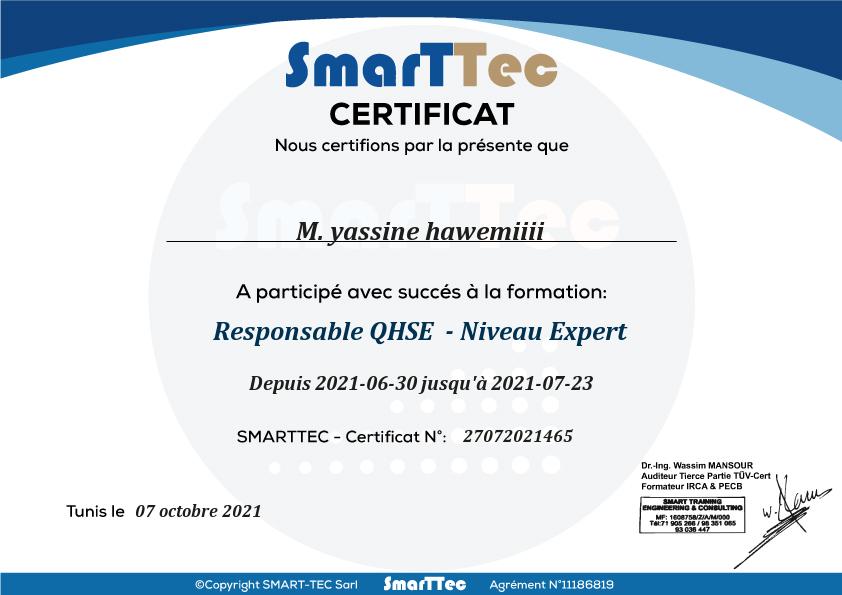 SmarTTec
CERTIFICAT
Nous certifions par la présente que
SmarTTec
M. yassine hawemiiii
A participé avec succés à la formation:
Responsable QHSE - Niveau Expert
Depuis 2021-06-30 jusqu'à 2021-07-23
SMARTTEC - Certificat N°: 27072021465
Dr.-Ing. Wassim MANSOUR
Auditeur Tierce Partie TÜV-Cert
Formateur IRCA & PECB
SMART TRAINING
ENGINEERING & CONSULTING
MF: 1608758/Z/A/M/000
Tél:71 905 266 / 98 351 065
93 036 447
Tunis le 07 octobre 2021
©Copyright SMART-TEC Sarl SmarTTec Agrément N°11186819